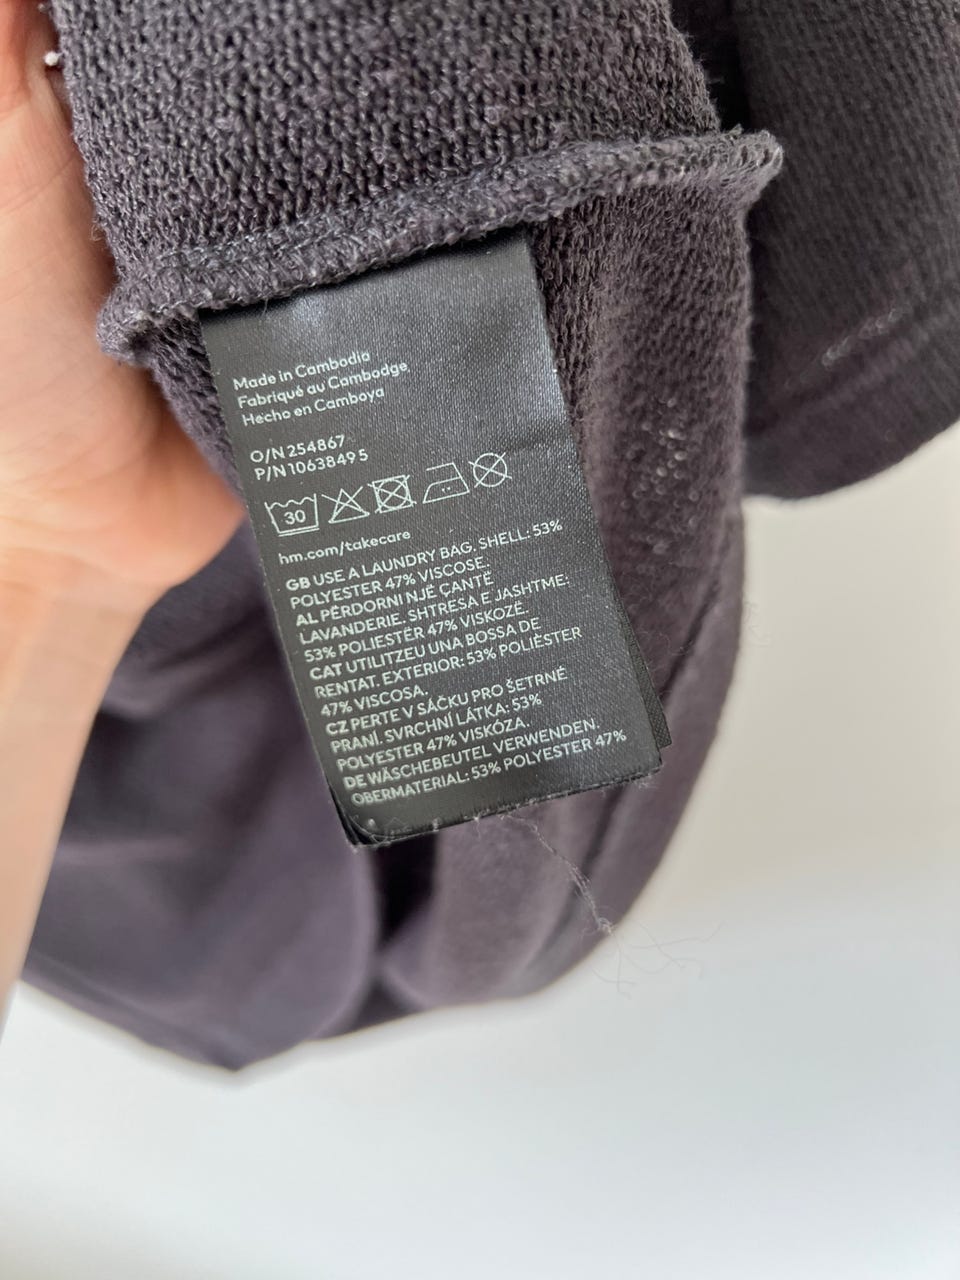 Made in Cambodia
Fabriqué au Cambodge
Hecho en Camboya
O/N 254867
P/N 10638495
30
hm.com/takecare
GB USE A LAUNDRY BAG. SHELL: 53%
POLYESTER 47% VISCOSE.
AL PËRDORNI NJË ÇANTË
LAVANDERIE. SHTRESA E JASHTME:
53% POLIESTËR 47% VISKOZË.
CAT UTILITZEU UNA BOSSA DE
RENTAT. EXTERIOR: 53% POLIÈSTER
47% VISCOSA.
CZ PERTE V SÁČKU PRO ŠETRNÉ
PRANÍ. SVRCHNÍ LÁTKA: 53%
POLYESTER 47% VISKÓZA.
DE WÄSCHEBEUTEL VERWENDEN.
OBERMATERIAL: 53% POLYESTER 47%